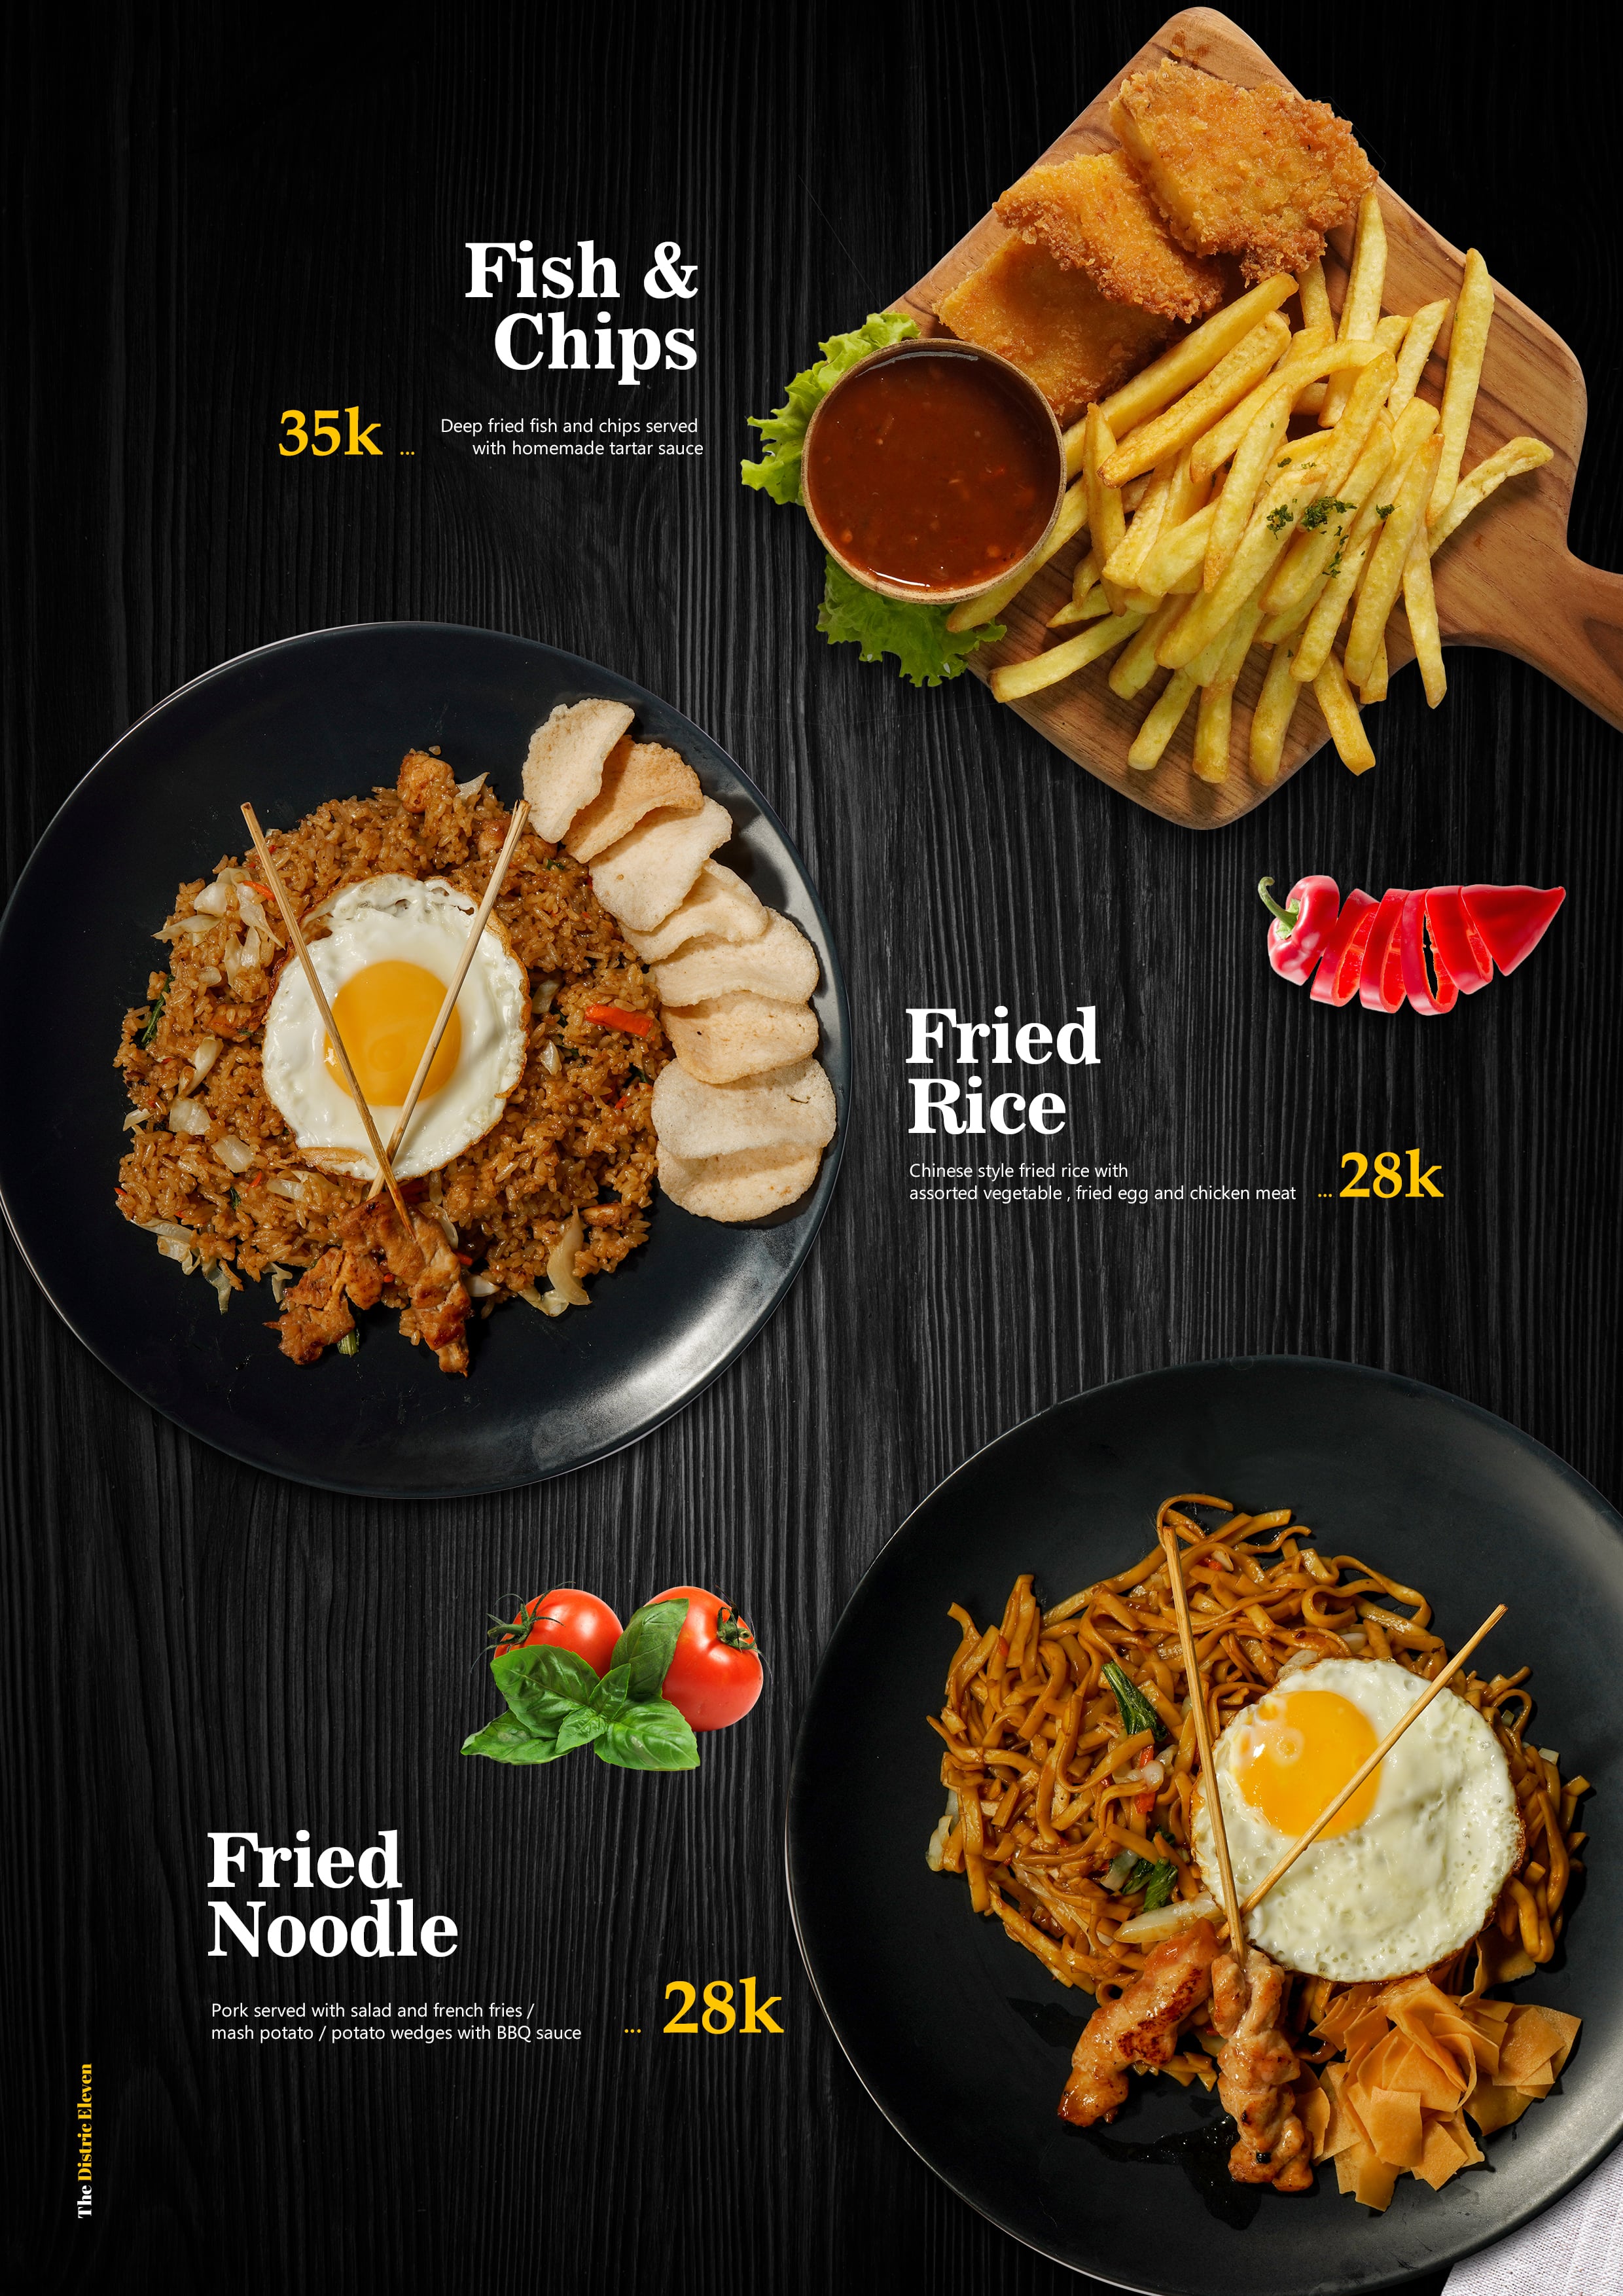 Fish &
Chips
35k ... Deep fried fish and chips served
with homemade tartar sauce
Fried
Rice
Chinese style fried rice with
assorted vegetable , fried egg and chicken meat ... 28k
Fried
Noodle
Pork served with salad and french fries /
mash potato / potato wedges with BBQ sauce ... 28k
The Distric Eleven